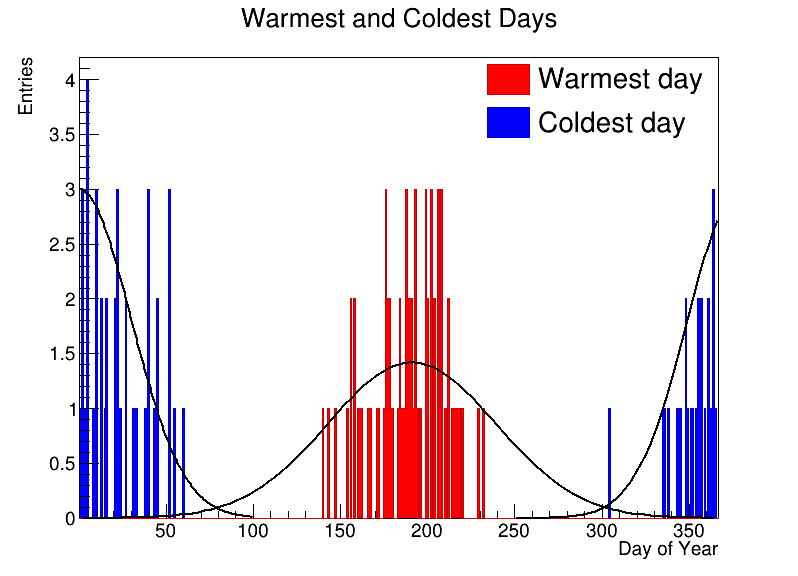 Warmest and Coldest Days
Entries
Warmest day
Coldest day
4
3.5
3
2.5
2
1.5
1
0.5
0
50 100 150 200 250 300 350
Day of Year